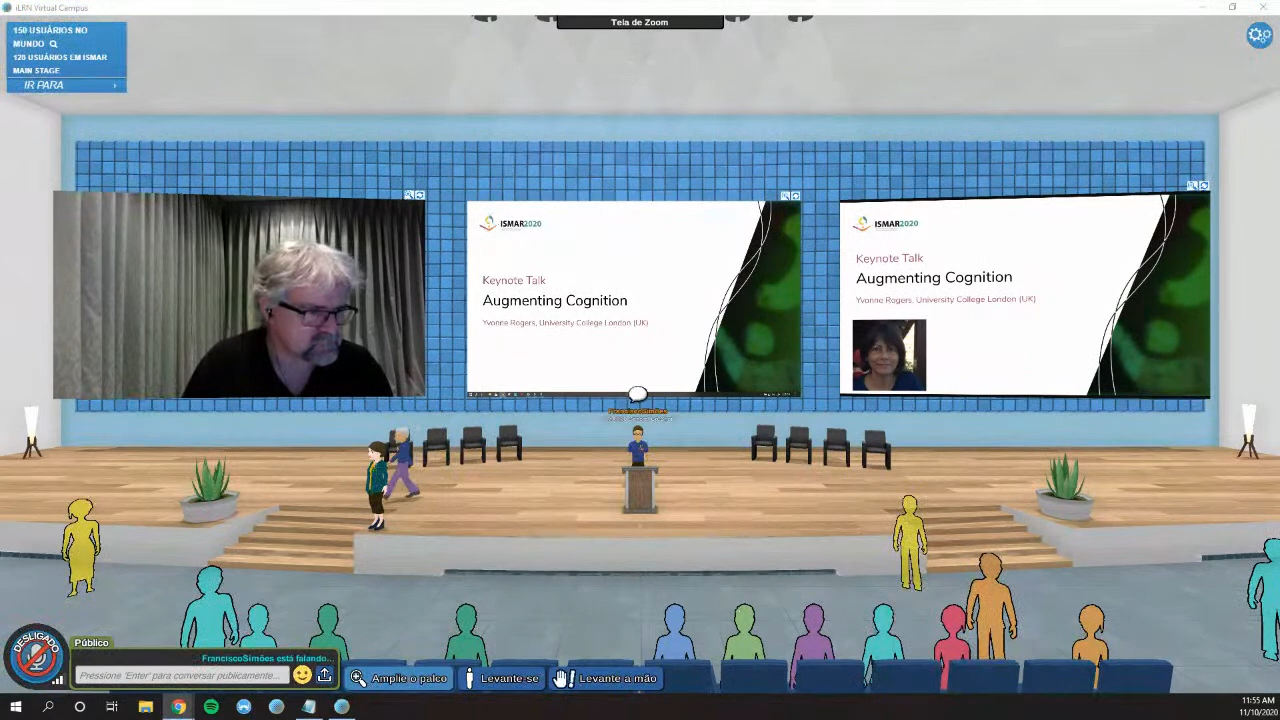 iLRN Virtual Campus
Tela de Zoom
150 USUÁRIOS NO
MUNDO
120 USUÁRIOS EM ISMAR
MAIN STAGE
IR PARA
ISMAR2020
Keynote Talk
Augmenting Cognition
Yvonne Rogers, University College London (UK)
ISMAR2020
Keynote Talk
Augmenting Cognition
Yvonne Rogers, University College London (UK)
FranciscoSimões
DESLIGADO
Público
FranciscoSimões está falando...
Pressione 'Enter' para conversar publicamente...
Amplie o palco
Levante-se
Levante a mão
11:55 AM
11/10/2020